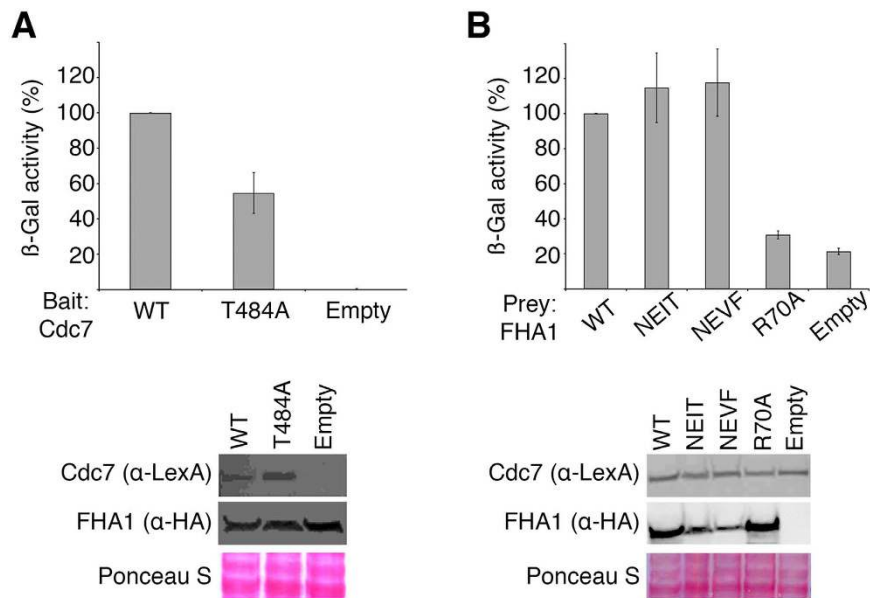 A
ß-Gal activity (%)
120
100
80
60
40
20
Bait:
Cdc7
WT T484A Empty
WT T484A Empty
Cdc7 (α-LexA)
FHA1 (α-HA)
Ponceau S
B
ß-Gal activity (%)
120
100
80
60
40
20
Prey:
FHA1
WT NEIT NEVF R70A Empty
WT NEIT NEVF R70A Empty
Cdc7 (α-LexA)
FHA1 (α-HA)
Ponceau S